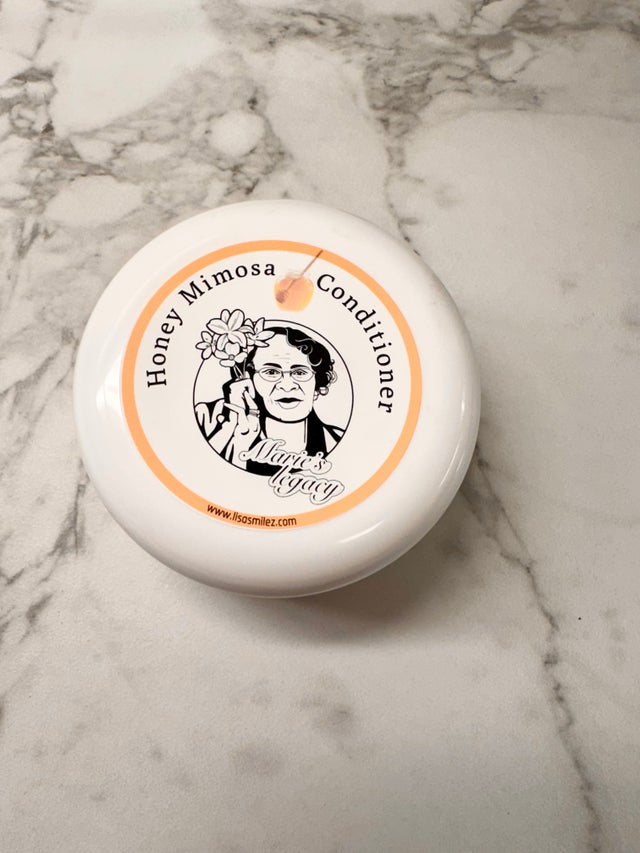 Honey Mimosa Conditioner
Marie's
legacy
www.lisasmilez.com